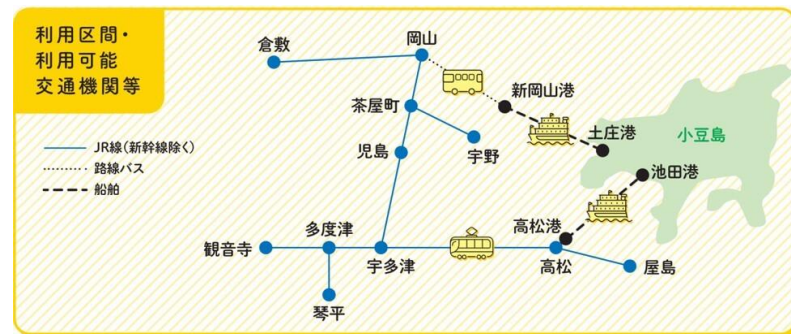 利用区間・
利用可能
交通機関等
JR線（新幹線除く）
路線バス
船舶
倉敷
岡山
新岡山港
茶屋町
土庄港
小豆島
児島
宇野
池田港
高松港
多度津
観音寺
宇多津
高松
屋島
琴平